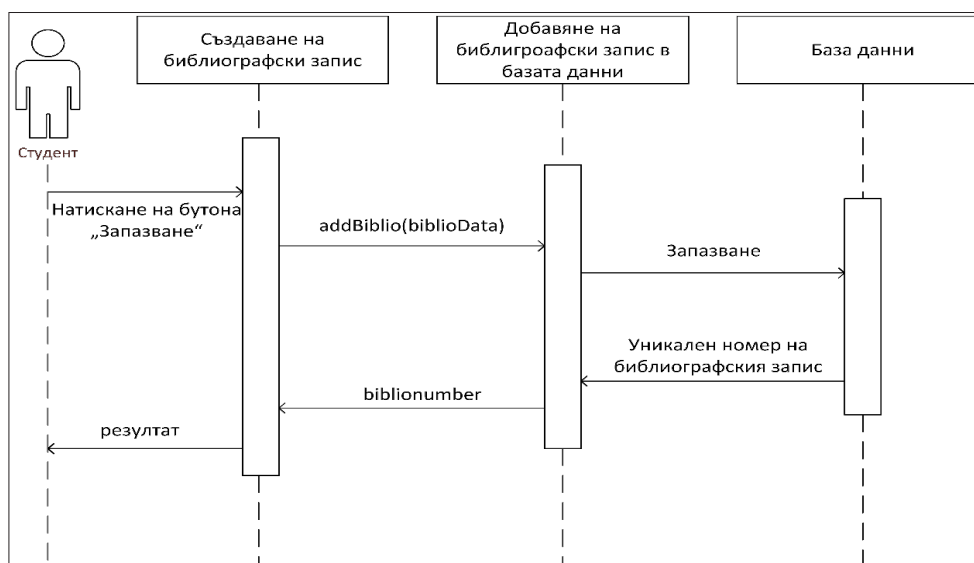 Създаване на
библиографски запис
Добавяне на
библигроафски запис в
базата данни
База данни
Студент
Натискане на бутона
„Запазване“
addBiblio(biblioData)
Запазване
Уникален номер на
библиографския запис
biblionumber
резултат